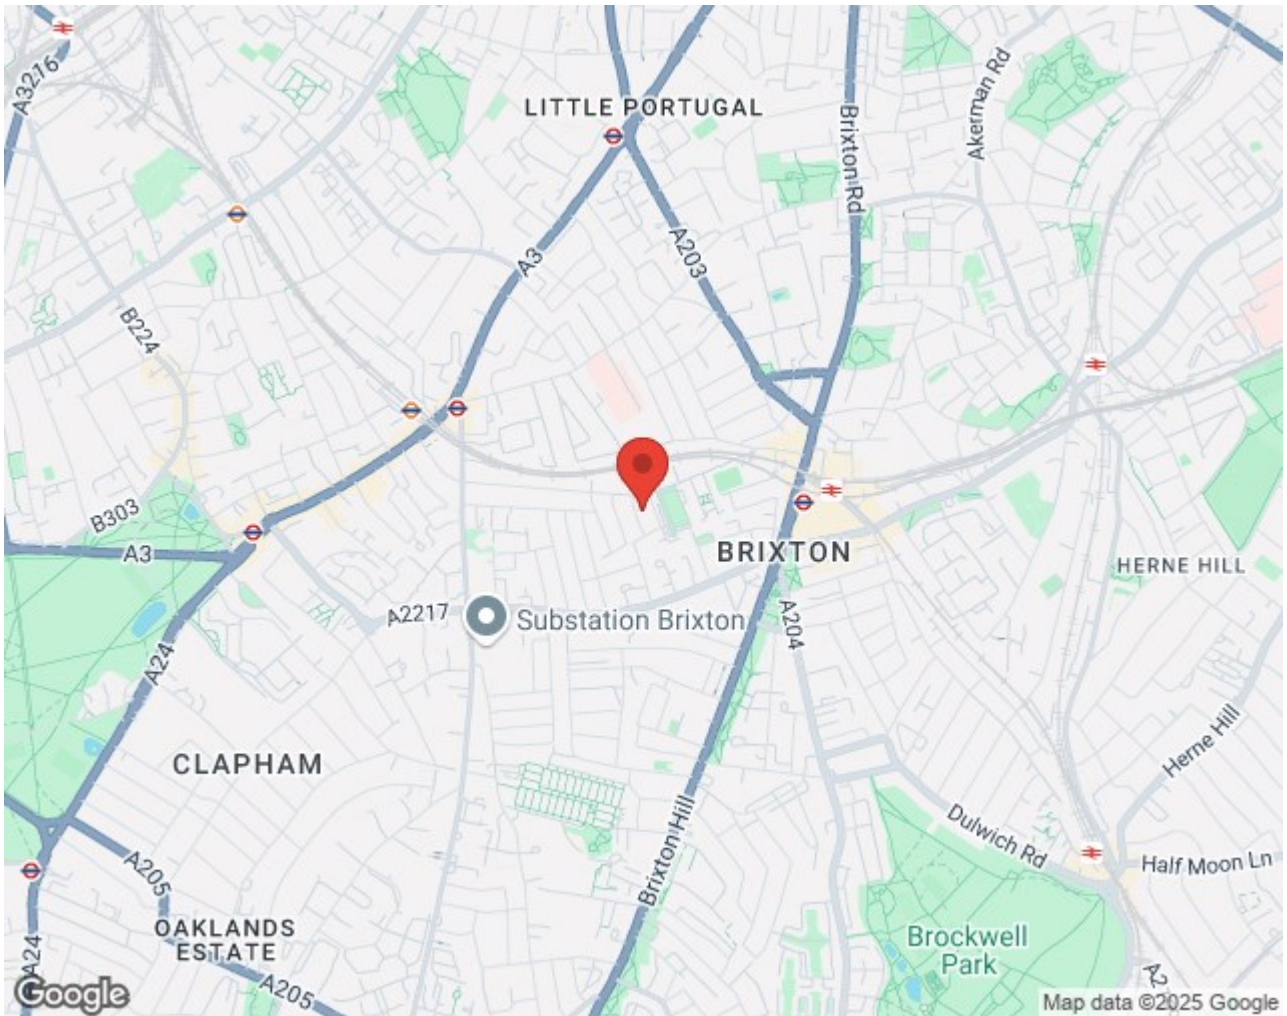 A3216
LITTLE PORTUGAL
Brixton Rd
Akerman Rd
A3
A203
B224
B303
A3
BRIXTON
HERNE HILL
A2217
Substation Brixton
A204
A24
CLAPHAM
Herne Hill
Brixton Hill
Dulwich Rd
Half Moon Ln
A205
OAKLANDS
ESTATE
Brockwell
Park
A24
A205
A2
Google
Map data ©2025 Google